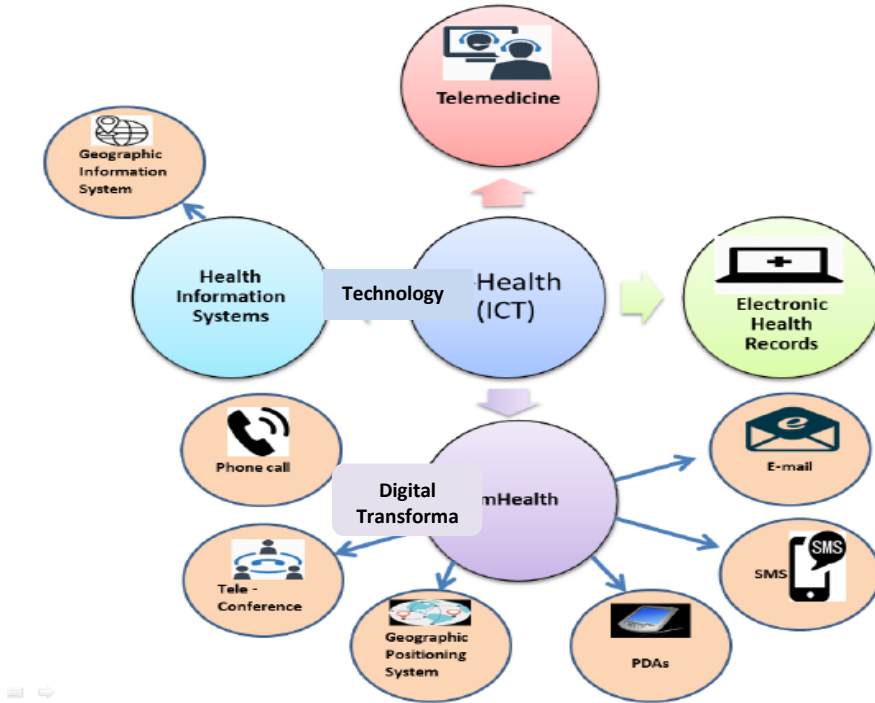 Telemedicine
Geographic
Information
System
Health
Information
Systems
Technology
-Health
(ICT)
Electronic
Health
Records
Phone call
Digital
Transforma
mHealth
e
E-mail
Tele -
Conference
SMS
SMS
Geographic
Positioning
System
PDAs